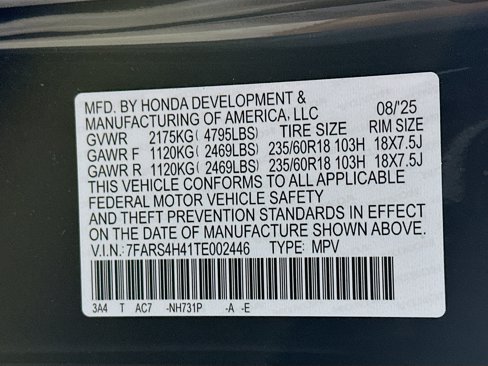 MFD. BY HONDA DEVELOPMENT &
MANUFACTURING OF AMERICA, LLC 08/'25
GVWR 2175KG( 4795LBS) TIRE SIZE RIM SIZE
GAWR F 1120KG( 2469LBS) 235/60R18 103H 18X7.5J
GAWR R 1120KG( 2469LBS) 235/60R18 103H 18X7.5J
THIS VEHICLE CONFORMS TO ALL APPLICABLE
FEDERAL MOTOR VEHICLE SAFETY
AND THEFT PREVENTION STANDARDS IN EFFECT
ON THE DATE OF MANUFACTURE SHOWN ABOVE.
V.I.N.: 7FARS4H41TE002446 TYPE: MPV
3A4 T AC7 -NH731P -A -E